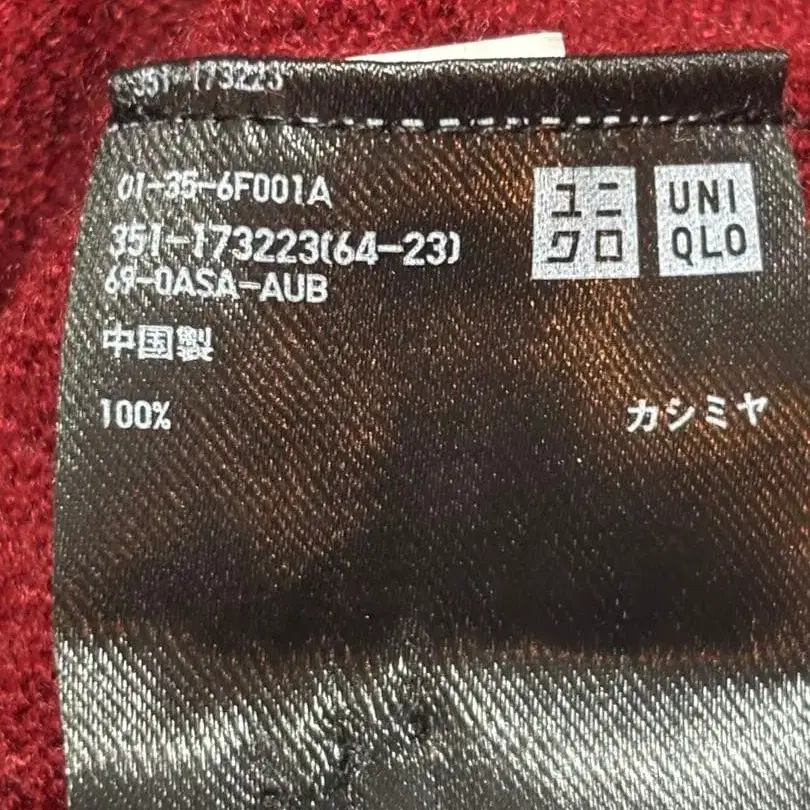 351-173223
01-35-6F001A
351-173223(64-23)
69-0ASA-AUB
中国製
100% カシミヤ
ユニ
クロ
UNI
QLO